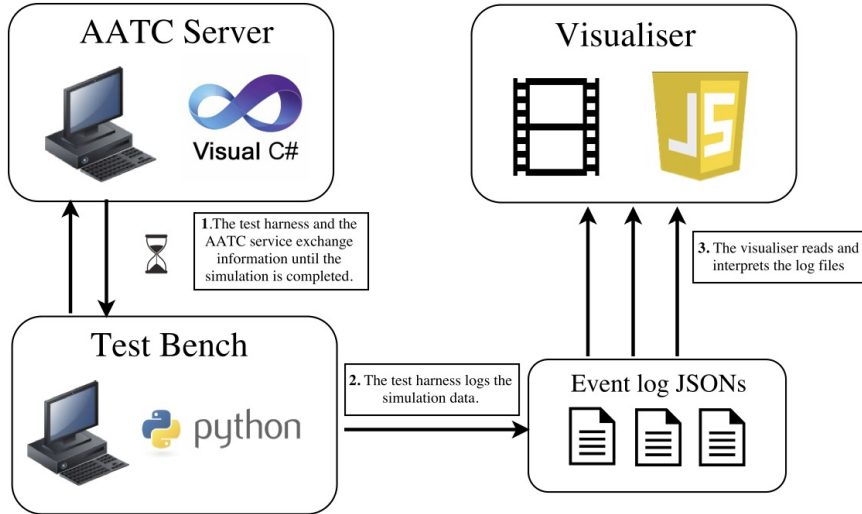 AATC Server
Visual C#
Visualiser
JS
1.The test harness and the
AATC service exchange
information until the
simulation is completed.
3. The visualiser reads and
interprets the log files
Test Bench
python
2. The test harness logs the
simulation data.
Event log JSONs